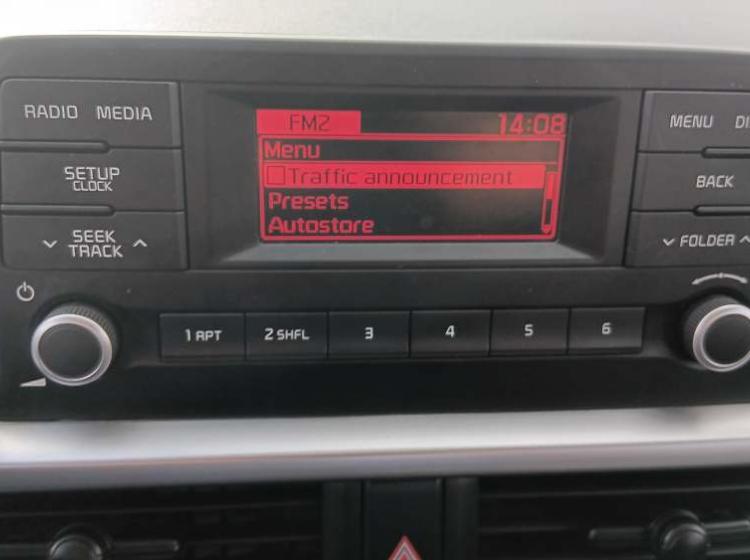 RADIO MEDIA
FM2 14:08
MENU DI
Menu
SETUP
CLOCK
Traffic announcement
BACK
Presets
SEEK
TRACK
Autostore
FOLDER
1 RPT
2 SHFL
3
4
5
6